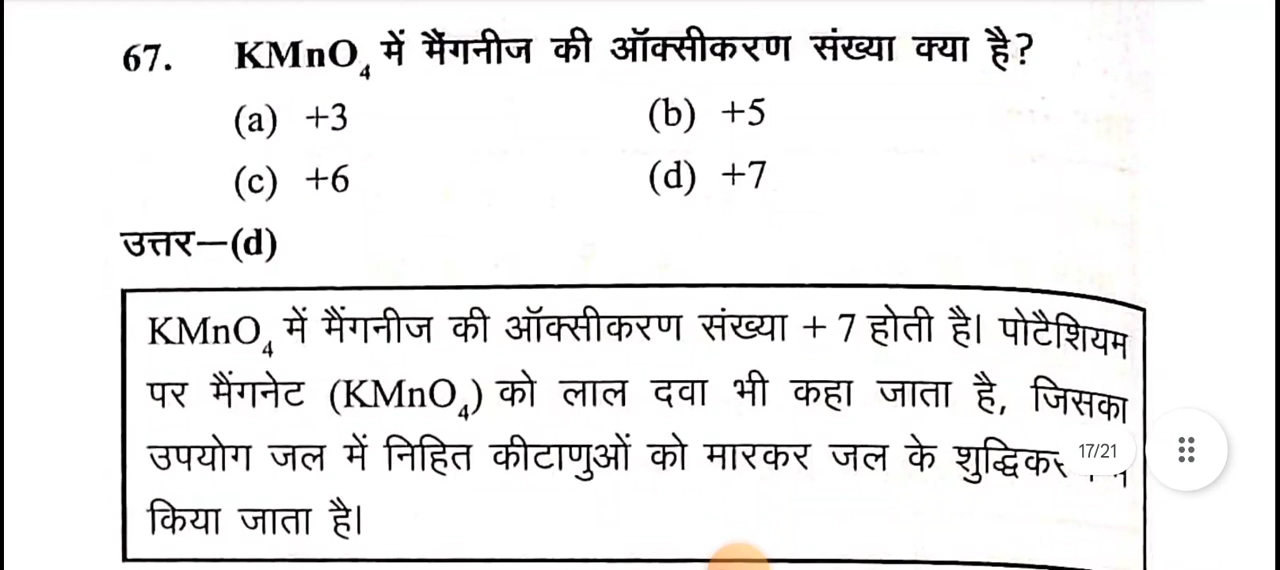 67. KMnO₄ में मैंगनीज की ऑक्सीकरण संख्या क्या है?
(a) +3 (b) +5
(c) +6 (d) +7
उत्तर—(d)
KMnO₄ में मैंगनीज की ऑक्सीकरण संख्या + 7 होती है। पोटैशियम
पर मैंगनेट (KMnO₄) को लाल दवा भी कहा जाता है, जिसका
उपयोग जल में निहित कीटाणुओं को मारकर जल के
17/21
किया जाता है।